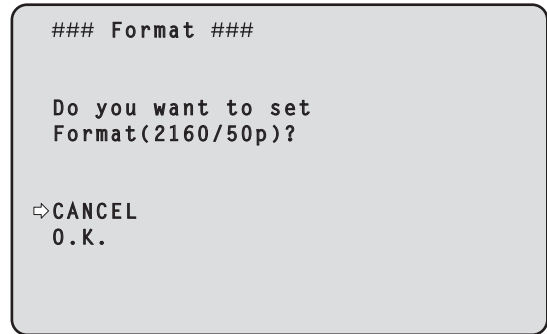 ### Format ###
Do you want to set
Format(2160/50p)?
⇨CANCEL
O.K.